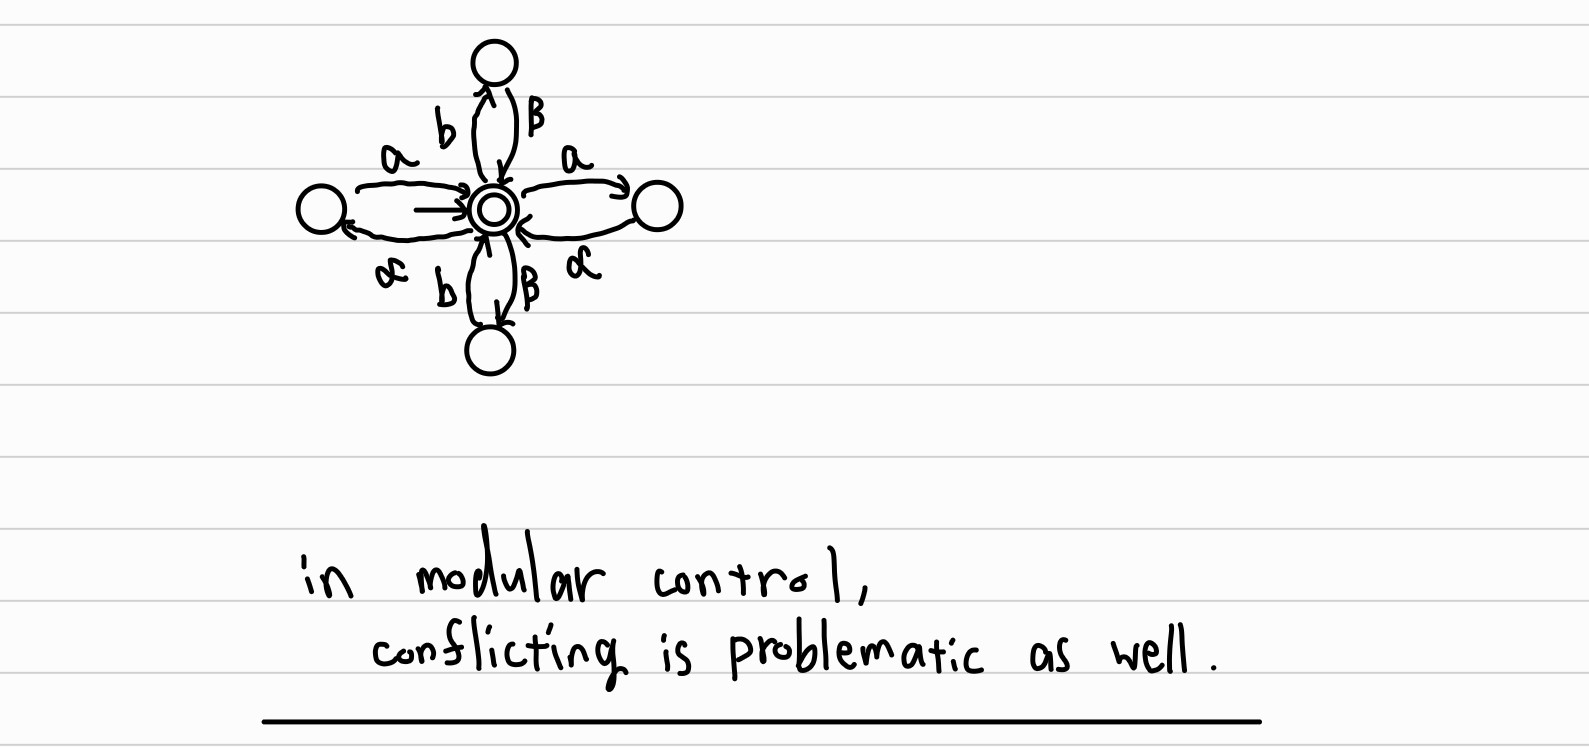 b β
a a
α α
b β
in modular control,
conflicting is problematic as well.